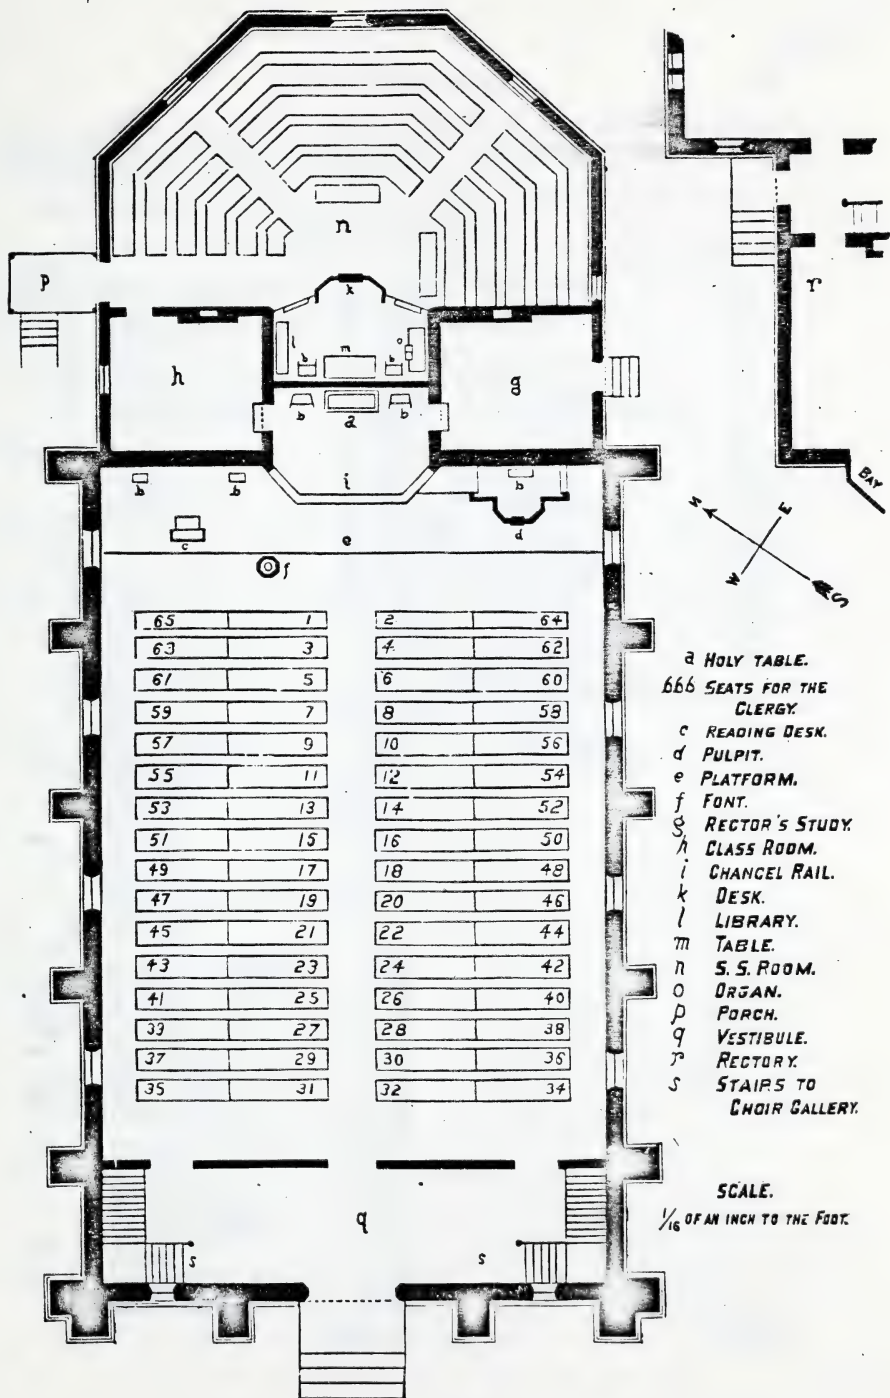 n
p
k
r
l
o
m
b
b
h
g
b
a
b
i
b
b
b
BAY
c
e
d
f
N
E
W
S
65 1 2 64
63 3 4 62
61 5 6 60
59 7 8 58
57 9 10 56
55 11 12 54
53 13 14 52
51 15 16 50
49 17 18 48
47 19 20 46
45 21 22 44
43 23 24 42
41 25 26 40
39 27 28 38
37 29 30 36
35 31 32 34
a HOLY TABLE.
bbb SEATS FOR THE
CLERGY.
c READING DESK.
d PULPIT.
e PLATFORM.
f FONT.
g RECTOR'S STUDY.
h CLASS ROOM.
i CHANCEL RAIL.
k DESK.
l LIBRARY.
m TABLE.
n S.S. ROOM.
o ORGAN.
p PORCH.
q VESTIBULE.
r RECTORY.
s STAIRS TO
CHOIR GALLERY.
SCALE.
1/16 OF AN INCH TO THE FOOT.
q
s
s